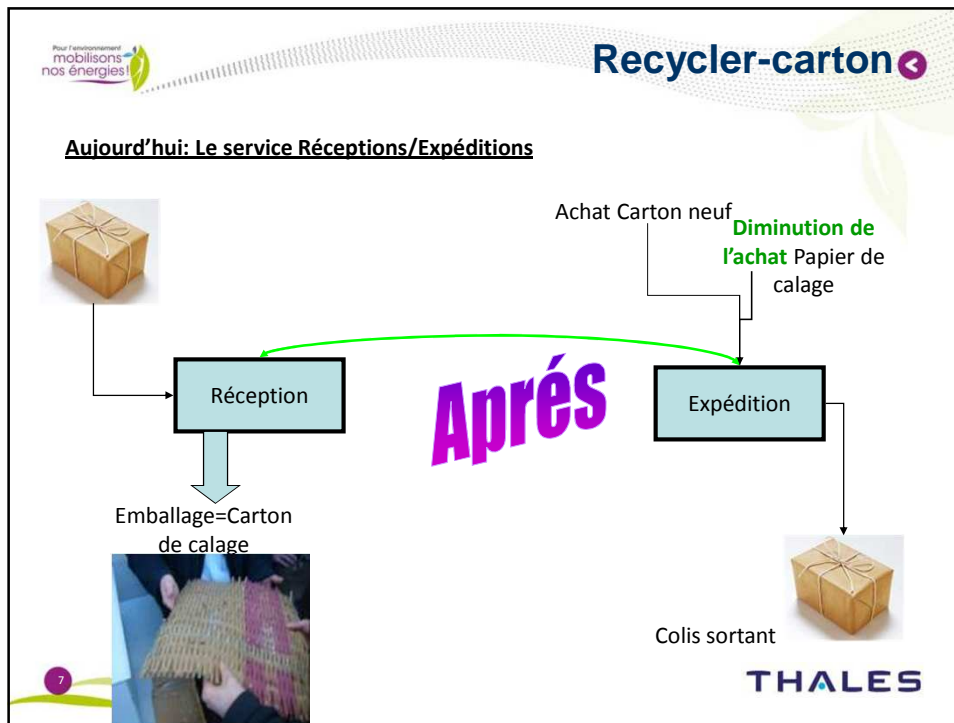 Pour l'environnement
mobilisons
nos énergies!
Recycler-carton
Aujourd'hui: Le service Réceptions/Expéditions
Achat Carton neuf
Diminution de
l'achat Papier de
calage
Réception
Aprés
Expédition
Emballage=Carton
de calage
Colis sortant
7
THALES